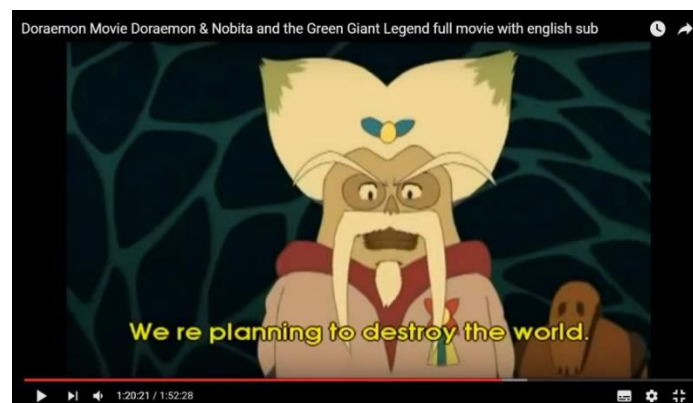 Doraemon Movie Doraemon & Nobita and the Green Giant Legend full movie with english sub
We re planning to destroy the world.
1:20:21 / 1:52:28